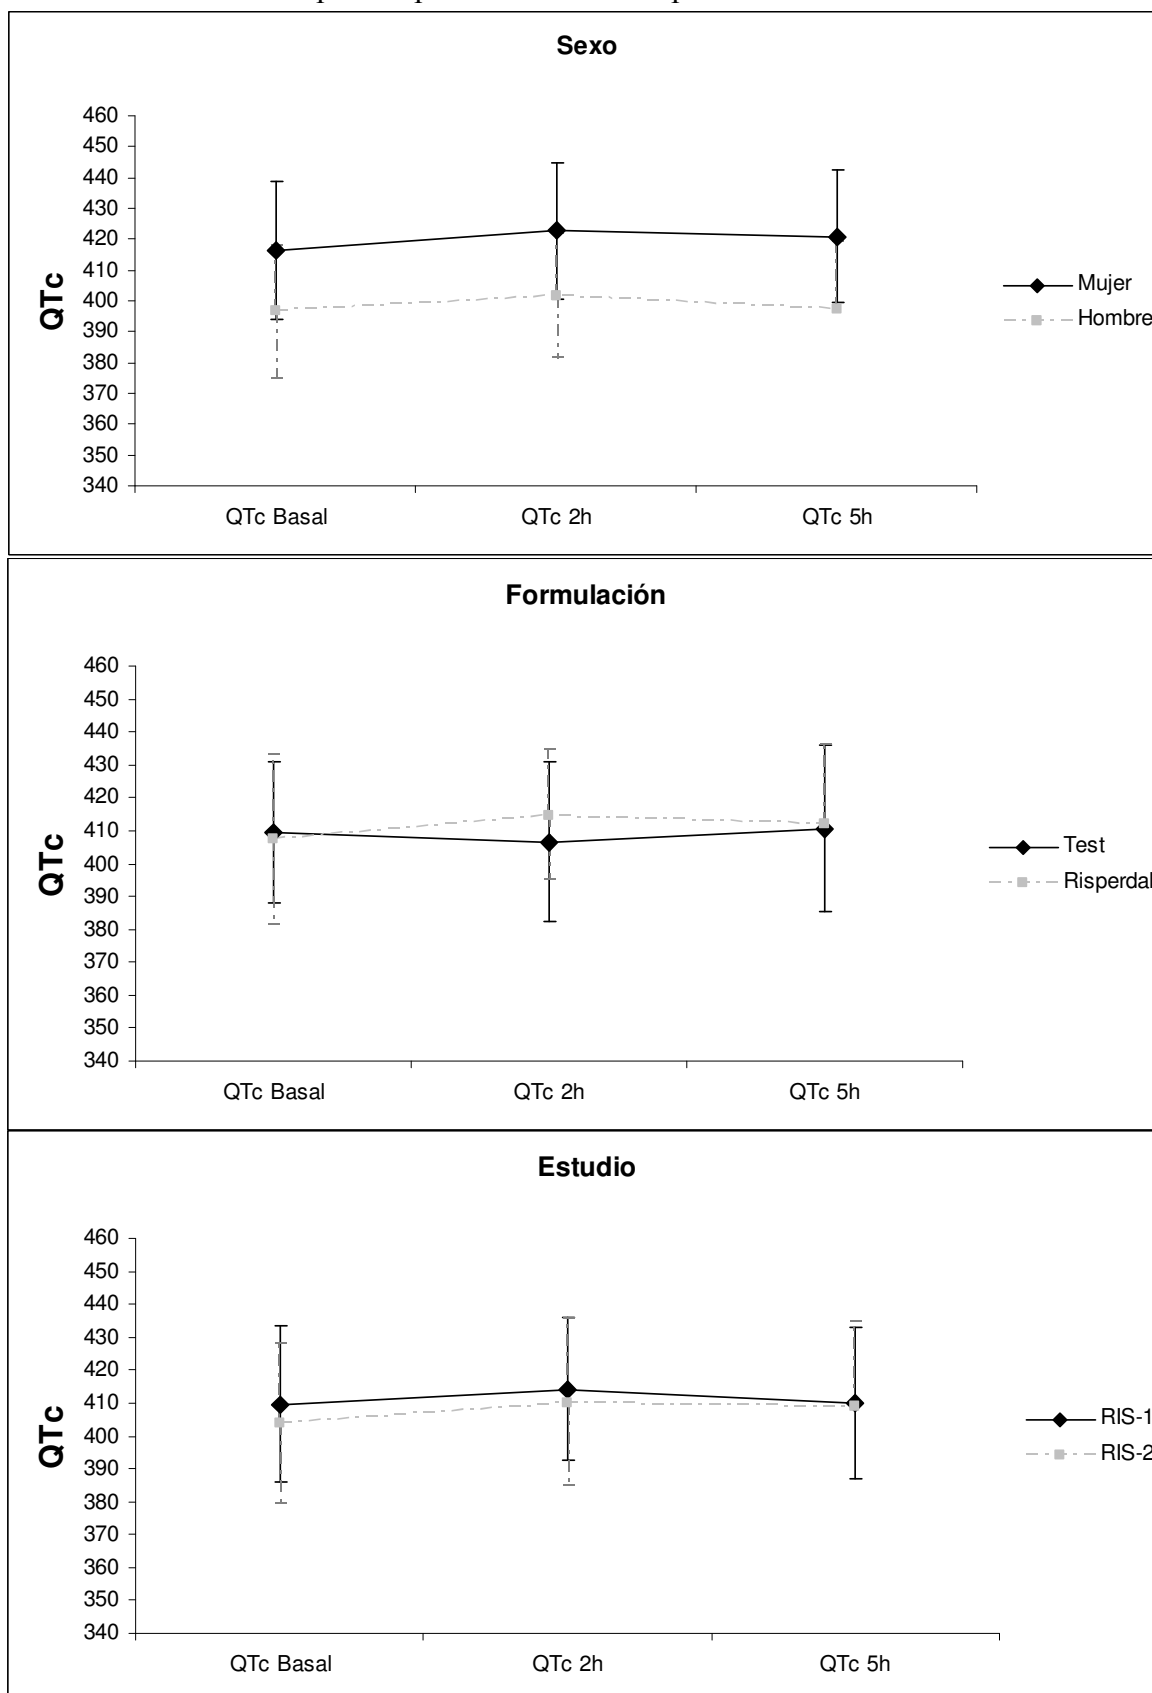 Sexo
460
450
440
430
420
410
400
390
380
370
360
350
340
QTc
QTc Basal
QTc 2h
QTc 5h
Mujer
Hombre
Formulación
460
450
440
430
420
410
400
390
380
370
360
350
340
QTc
QTc Basal
QTc 2h
QTc 5h
Test
Risperdal
Estudio
460
450
440
430
420
410
400
390
380
370
360
350
340
QTc
QTc Basal
QTc 2h
QTc 5h
RIS-1
RIS-2